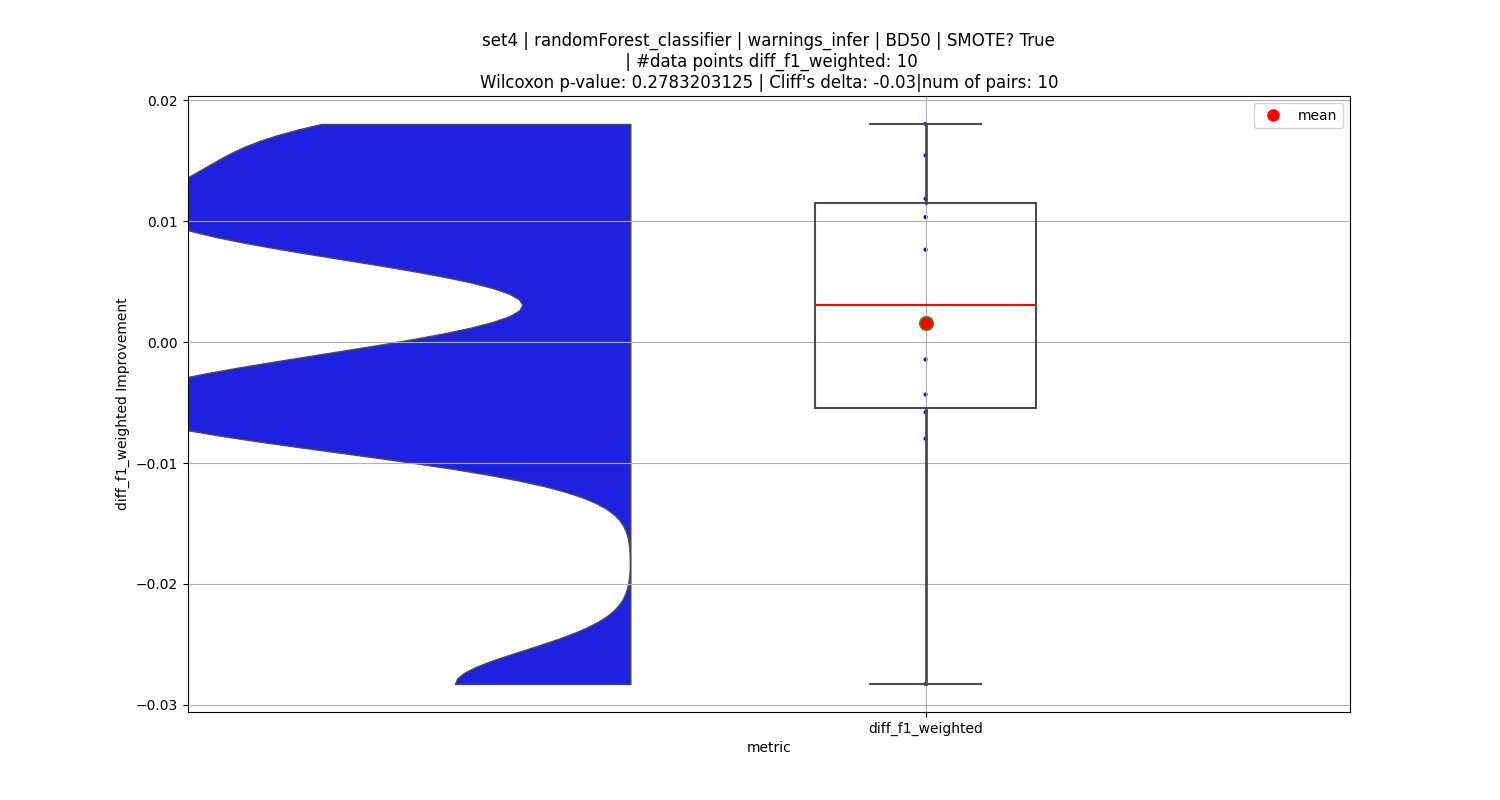 set4 | randomForest_classifier | warnings_infer | BD50 | SMOTE? True
| #data points diff_f1_weighted: 10
Wilcoxon p-value: 0.2783203125 | Cliff's delta: -0.03|num of pairs: 10
mean
0.02
0.01
0.00
−0.01
−0.02
−0.03
diff_f1_weighted Improvement
diff_f1_weighted
metric